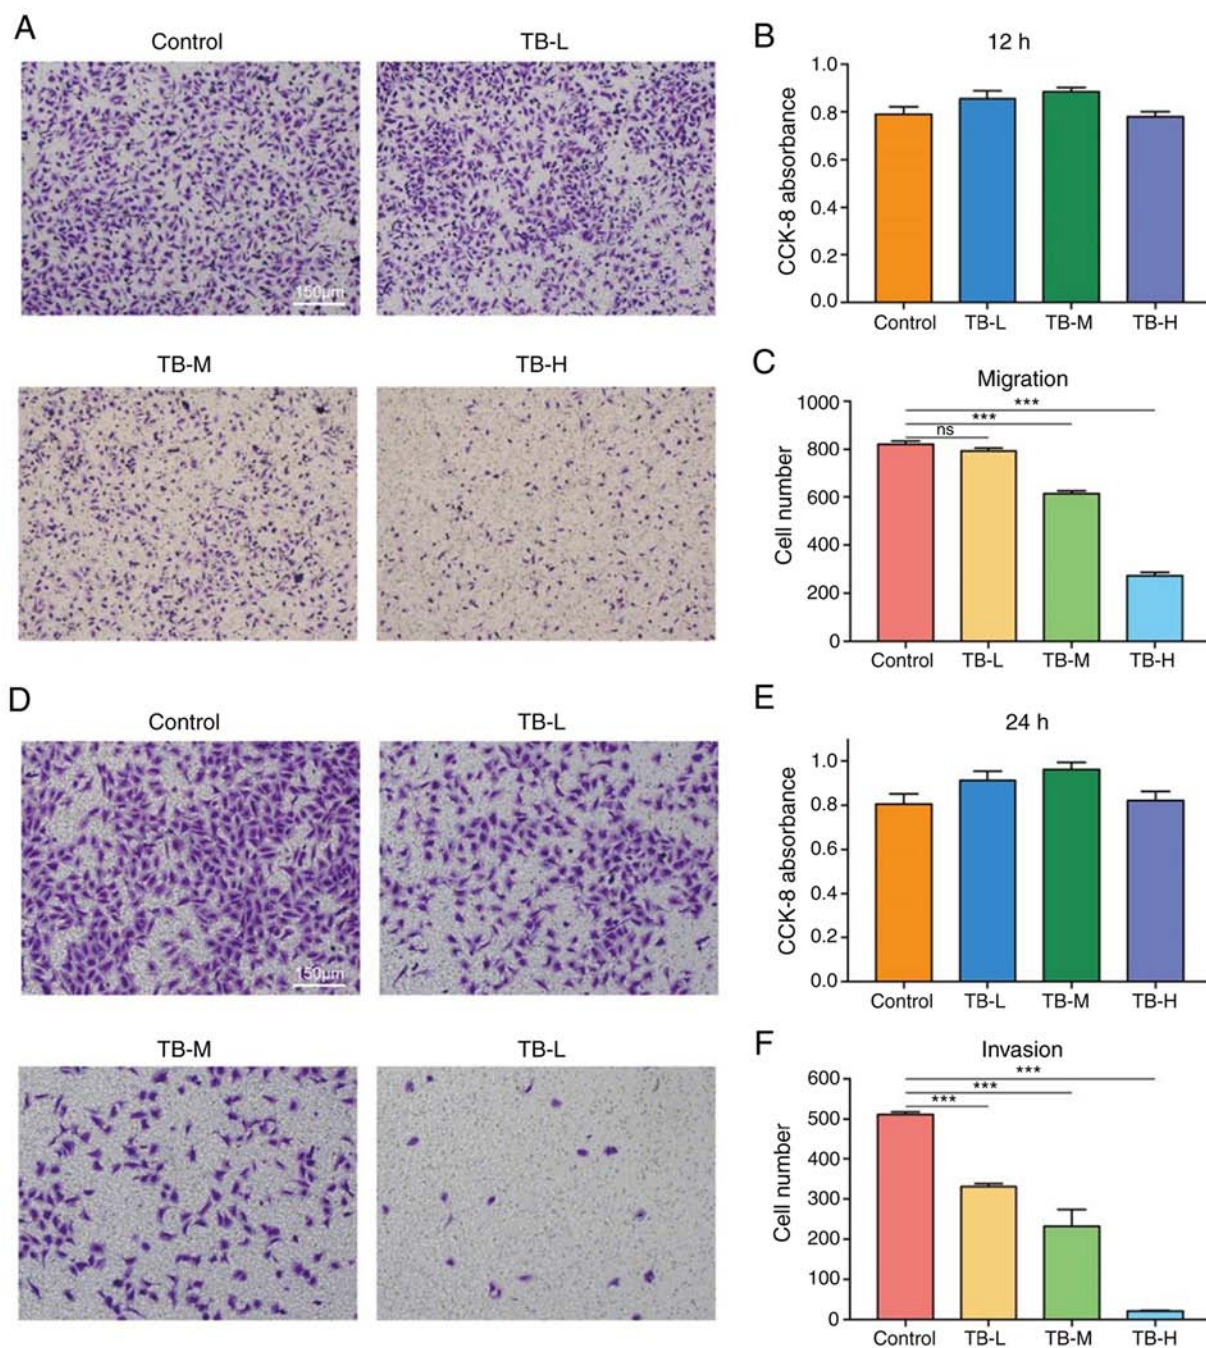 A
Control
TB-L
150µm
TB-M
TB-H
B
12 h
CCK-8 absorbance
1.0
0.8
0.6
0.4
0.2
0.0
Control TB-L TB-M TB-H
C
Migration
Cell number
1000
800
600
400
200
0
***
***
ns
Control TB-L TB-M TB-H
D
Control
TB-L
150µm
TB-M
TB-L
E
24 h
CCK-8 absorbance
1.0
0.8
0.6
0.4
0.2
0.0
Control TB-L TB-M TB-H
F
Invasion
Cell number
600
500
400
300
200
100
0
***
***
***
Control TB-L TB-M TB-H